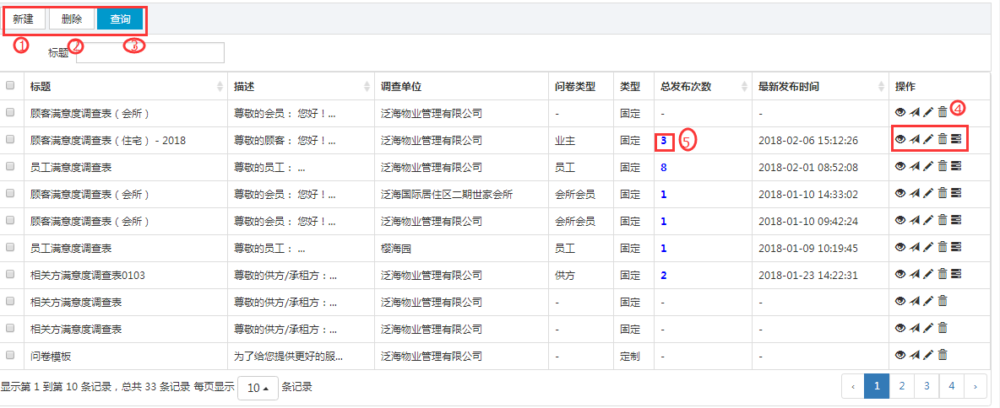 新建 删除 查询
① ② ③
标题
标题 描述 调查单位 问卷类型 类型 总发布次数 最新发布时间 操作
顾客满意度调查表（会所） 尊敬的会员： 您好！... 泛海物业管理有限公司 - 固定 - - ④
顾客满意度调查表（住宅） - 2018 尊敬的顾客： 您好！... 泛海物业管理有限公司 业主 固定 3 ⑤ 2018-02-06 15:12:26
员工满意度调查表 尊敬的员工： ... 泛海物业管理有限公司 员工 固定 8 2018-02-01 08:52:08
顾客满意度调查表（会所） 尊敬的会员： 您好！... 泛海国际居住区二期世家会所 会所会员 固定 1 2018-01-10 14:33:02
顾客满意度调查表（会所） 尊敬的会员： 您好！... 泛海物业管理有限公司 会所会员 固定 1 2018-01-10 09:42:24
员工满意度调查表 尊敬的员工： ... 樱海园 员工 固定 1 2018-01-09 10:19:45
相关方满意度调查表0103 尊敬的供方/承租方：... 泛海物业管理有限公司 供方 固定 2 2018-01-23 14:22:31
相关方满意度调查表 尊敬的供方/承租方：... 泛海物业管理有限公司 - 固定 - -
相关方满意度调查表 尊敬的供方/承租方：... 泛海物业管理有限公司 - 固定 - -
问卷模板 为了给您提供更好的服... 泛海物业管理有限公司 - 定制 - -
显示第 1 到第 10 条记录，总共 33 条记录 每页显示 10 条记录 ‹ 1 2 3 4 ›